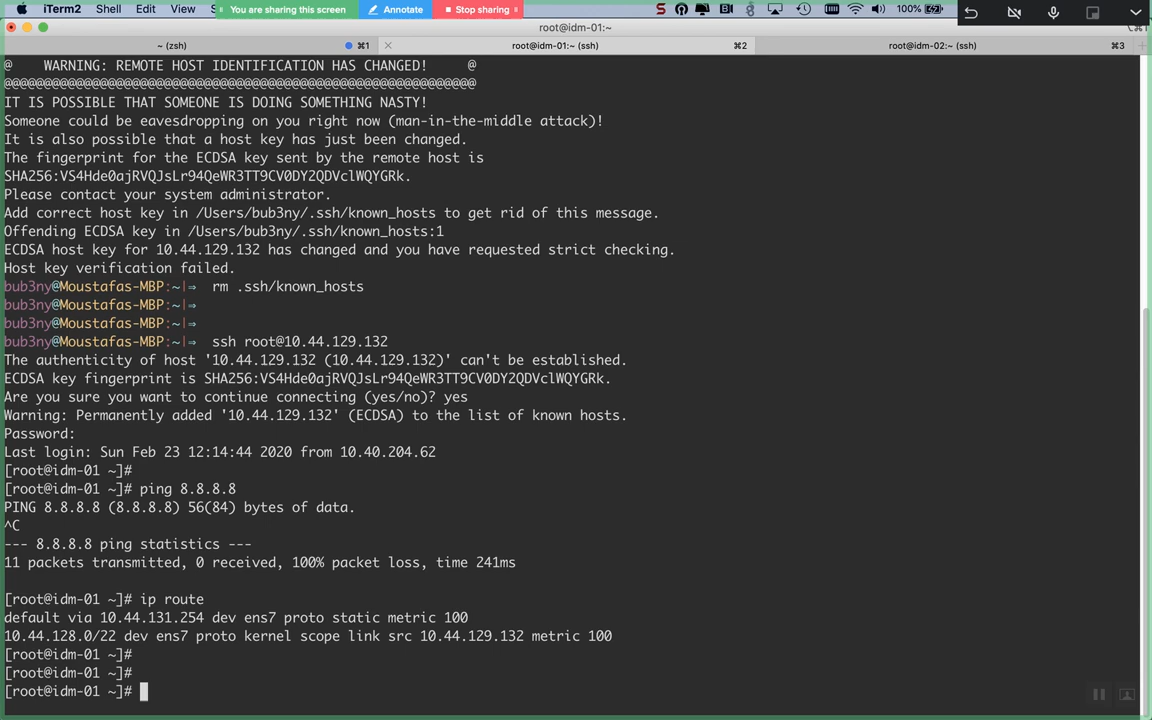 iTerm2 Shell Edit View You are sharing this screen Annotate Stop sharing 100%
root@idm-01:~ (ssh)
~ (zsh) ⌘1 root@idm-01:~ (ssh) ⌘2 root@idm-02:~ (ssh) ⌘3
@    WARNING: REMOTE HOST IDENTIFICATION HAS CHANGED!     @
@@@@@@@@@@@@@@@@@@@@@@@@@@@@@@@@@@@@@@@@@@@@@@@@@@@@@@@@@@@
IT IS POSSIBLE THAT SOMEONE IS DOING SOMETHING NASTY!
Someone could be eavesdropping on you right now (man-in-the-middle attack)!
It is also possible that a host key has just been changed.
The fingerprint for the ECDSA key sent by the remote host is
SHA256:VS4Hde0ajRVQJsLr94QeWR3TT9CV0DY2QDVclWQYGRk.
Please contact your system administrator.
Add correct host key in /Users/bub3ny/.ssh/known_hosts to get rid of this message.
Offending ECDSA key in /Users/bub3ny/.ssh/known_hosts:1
ECDSA host key for 10.44.129.132 has changed and you have requested strict checking.
Host key verification failed.
bub3ny@Moustafas-MBP:~|⇒  rm .ssh/known_hosts
bub3ny@Moustafas-MBP:~|⇒
bub3ny@Moustafas-MBP:~|⇒
bub3ny@Moustafas-MBP:~|⇒  ssh root@10.44.129.132
The authenticity of host '10.44.129.132 (10.44.129.132)' can't be established.
ECDSA key fingerprint is SHA256:VS4Hde0ajRVQJsLr94QeWR3TT9CV0DY2QDVclWQYGRk.
Are you sure you want to continue connecting (yes/no)? yes
Warning: Permanently added '10.44.129.132' (ECDSA) to the list of known hosts.
Password:
Last login: Sun Feb 23 12:14:44 2020 from 10.40.204.62
[root@idm-01 ~]#
[root@idm-01 ~]# ping 8.8.8.8
PING 8.8.8.8 (8.8.8.8) 56(84) bytes of data.
^C
--- 8.8.8.8 ping statistics ---
11 packets transmitted, 0 received, 100% packet loss, time 241ms
[root@idm-01 ~]# ip route
default via 10.44.131.254 dev ens7 proto static metric 100
10.44.128.0/22 dev ens7 proto kernel scope link src 10.44.129.132 metric 100
[root@idm-01 ~]#
[root@idm-01 ~]#
[root@idm-01 ~]#